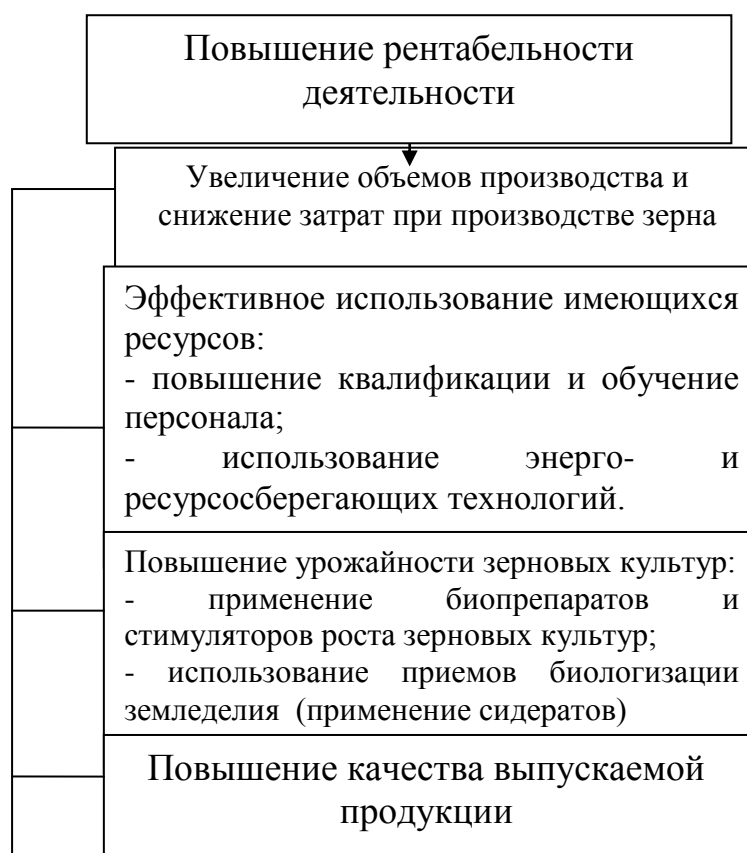 Повышение рентабельности
деятельности
Увеличение объемов производства и
снижение затрат при производстве зерна
Эффективное использование имеющихся
ресурсов:
- повышение квалификации и обучение
персонала;
- использование энерго- и
ресурсосберегающих технологий.
Повышение урожайности зерновых культур:
- применение биопрепаратов и
стимуляторов роста зерновых культур;
- использование приемов биологизации
земледелия (применение сидератов)
Повышение качества выпускаемой
продукции